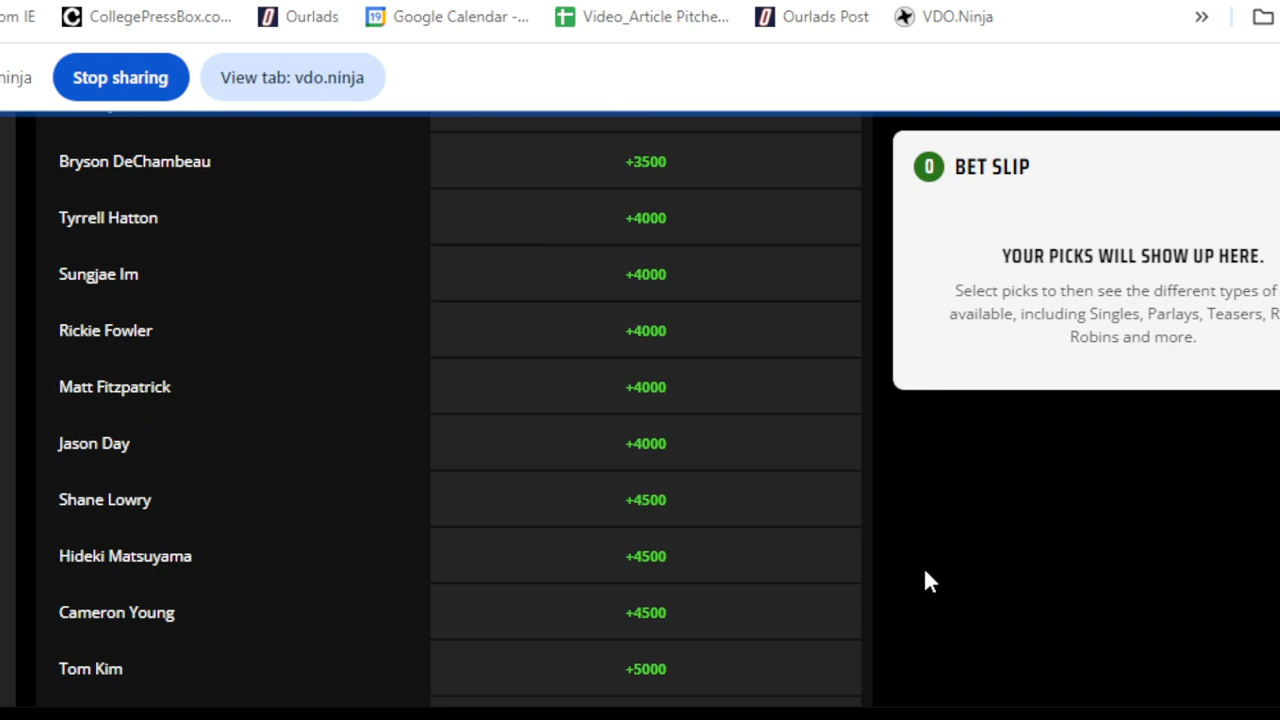 om IE CollegePressBox.co... Ourlads 19 Google Calendar -... Video_Article Pitche... Ourlads Post VDO.Ninja »
ninja Stop sharing View tab: vdo.ninja
Bryson DeChambeau +3500
Tyrrell Hatton +4000
Sungjae Im +4000
Rickie Fowler +4000
Matt Fitzpatrick +4000
Jason Day +4000
Shane Lowry +4500
Hideki Matsuyama +4500
Cameron Young +4500
Tom Kim +5000
0 BET SLIP
YOUR PICKS WILL SHOW UP HERE.
Select picks to then see the different types of
available, including Singles, Parlays, Teasers, R
Robins and more.